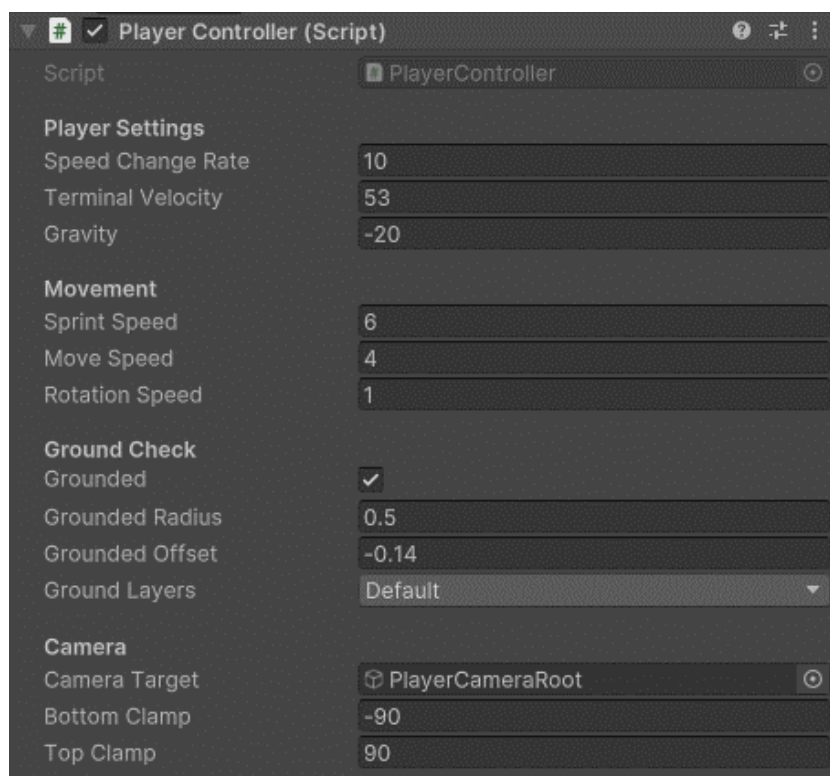 # Player Controller (Script)
Script # PlayerController
Player Settings
Speed Change Rate 10
Terminal Velocity 53
Gravity -20
Movement
Sprint Speed 6
Move Speed 4
Rotation Speed 1
Ground Check
Grounded
Grounded Radius 0.5
Grounded Offset -0.14
Ground Layers Default
Camera
Camera Target PlayerCameraRoot
Bottom Clamp -90
Top Clamp 90